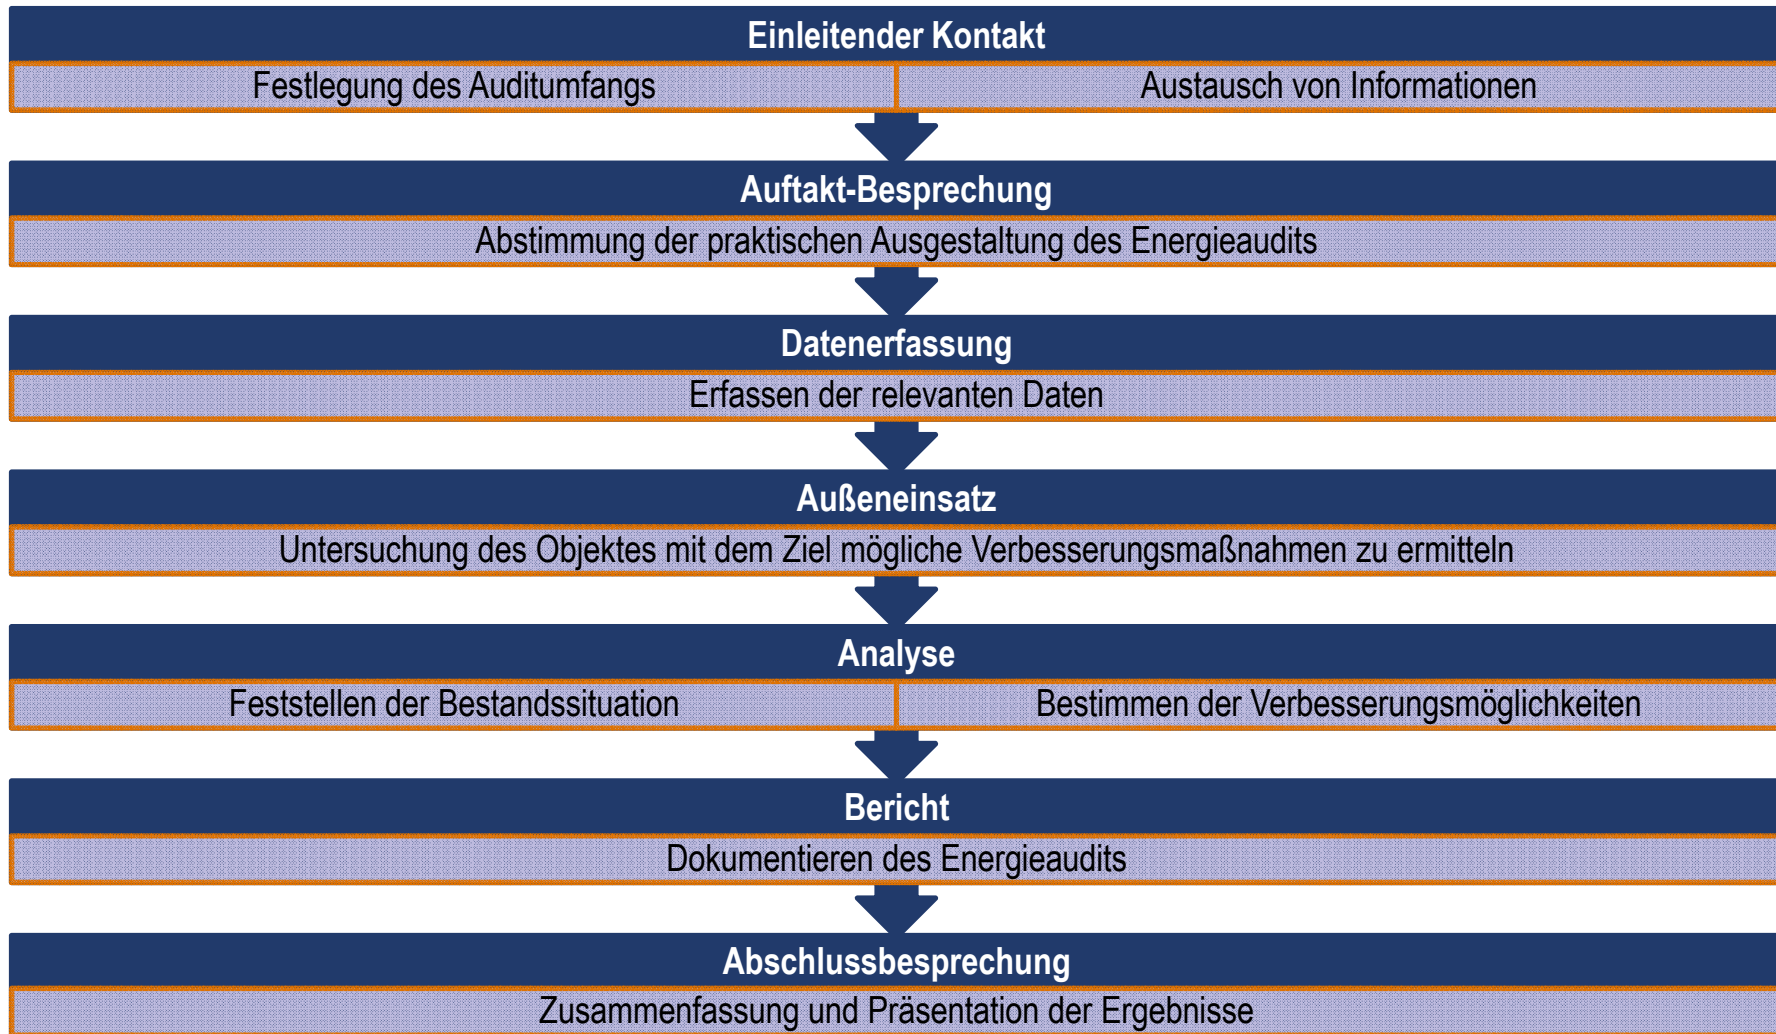 Einleitender Kontakt
Festlegung des Auditumfangs
Austausch von Informationen
Auftakt-Besprechung
Abstimmung der praktischen Ausgestaltung des Energieaudits
Datenerfassung
Erfassen der relevanten Daten
Außeneinsatz
Untersuchung des Objektes mit dem Ziel mögliche Verbesserungsmaßnahmen zu ermitteln
Analyse
Feststellen der Bestandssituation
Bestimmen der Verbesserungsmöglichkeiten
Bericht
Dokumentieren des Energieaudits
Abschlussbesprechung
Zusammenfassung und Präsentation der Ergebnisse